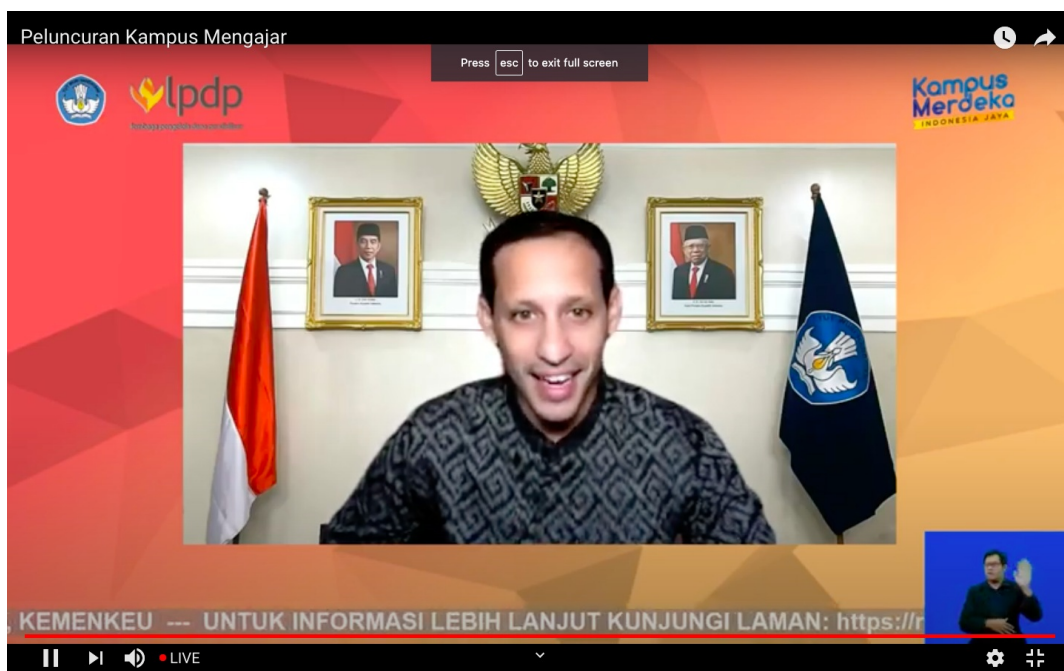 Peluncuran Kampus Mengajar
Press esc to exit full screen
lpdp
Kampus
Merdeka
INDONESIA JAYA
, KEMENKEU --- UNTUK INFORMASI LEBIH LANJUT KUNJUNGI LAMAN: https://r
LIVE